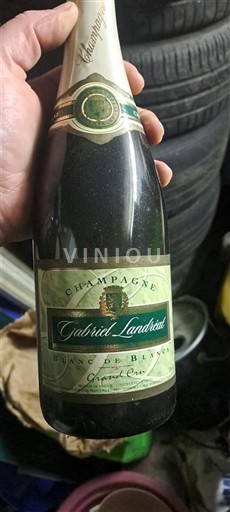 Champagne
VINIOU
CHAMPAGNE
Gabriel Landréat
BLANC DE BLANCS
Grand Cru